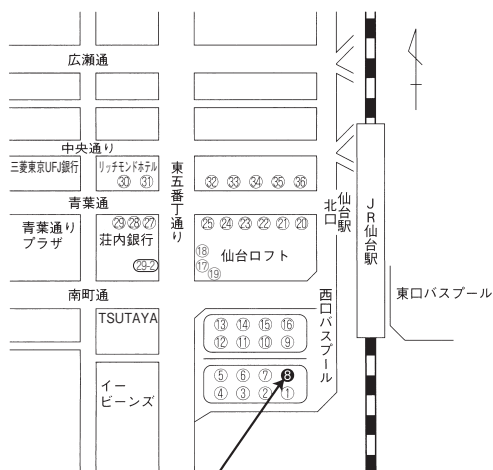 広瀬通
中央通り
三菱東京UFJ銀行
リッチモンドホテル
㉚ ㉛
東五番丁通り
㉜ ㉝ ㉞ ㉟ ㊱
青葉通
仙台駅
北口
JR仙台駅
青葉通り
プラザ
㉙ ㉘ ㉗
荘内銀行
29-2
㉕ ㉔ ㉓ ㉒ ㉑ ⑳
⑱
⑰
⑲
仙台ロフト
南町通
西口バスプール
東口バスプール
TSUTAYA
⑬ ⑭ ⑮ ⑯
⑫ ⑪ ⑩ ⑨
イー
ビーンズ
⑤ ⑥ ⑦ ❽
④ ③ ② ①